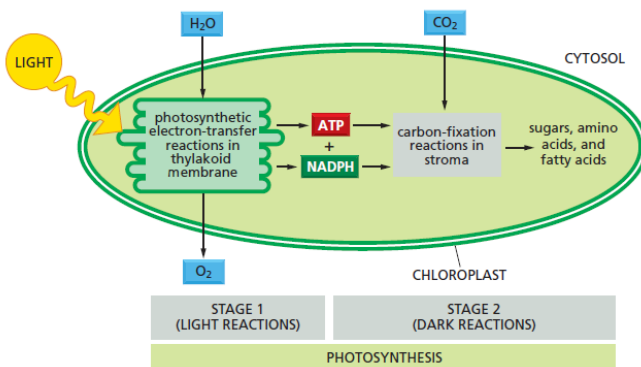 H₂O
CO₂
CYTOSOL
LIGHT
photosynthetic
electron-transfer
reactions in
thylakoid
membrane
ATP
+
NADPH
carbon-fixation
reactions in
stroma
sugars, amino
acids, and
fatty acids
O₂
CHLOROPLAST
STAGE 1
(LIGHT REACTIONS)
STAGE 2
(DARK REACTIONS)
PHOTOSYNTHESIS